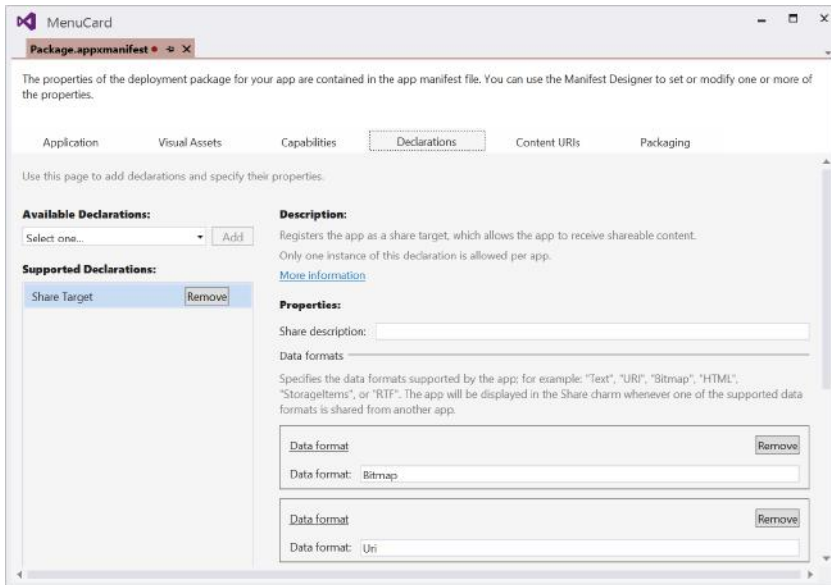 MenuCard
Package.appxmanifest
The properties of the deployment package for your app are contained in the app manifest file. You can use the Manifest Designer to set or modify one or more of
the properties.
Application Visual Assets Capabilities Declarations Content URIs Packaging
Use this page to add declarations and specify their properties.
Available Declarations:
Select one... Add
Supported Declarations:
Share Target Remove
Description:
Registers the app as a share target, which allows the app to receive shareable content.
Only one instance of this declaration is allowed per app.
More information
Properties:
Share description:
Data formats
Specifies the data formats supported by the app; for example: "Text", "URI", "Bitmap", "HTML",
"StorageItems", or "RTF". The app will be displayed in the Share charm whenever one of the supported data
formats is shared from another app.
Data format Remove
Data format: Bitmap
Data format Remove
Data format: Uri